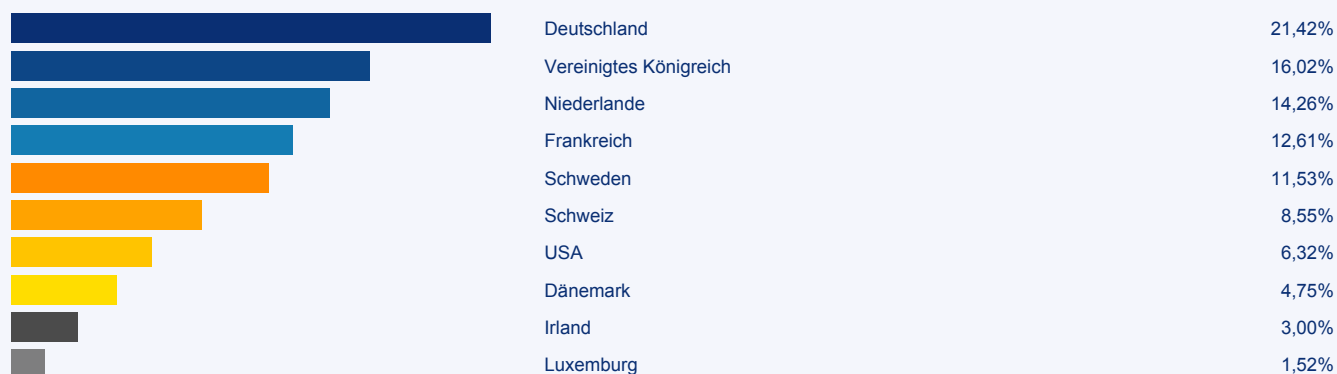 Deutschland 21,42%
Vereinigtes Königreich 16,02%
Niederlande 14,26%
Frankreich 12,61%
Schweden 11,53%
Schweiz 8,55%
USA 6,32%
Dänemark 4,75%
Irland 3,00%
Luxemburg 1,52%